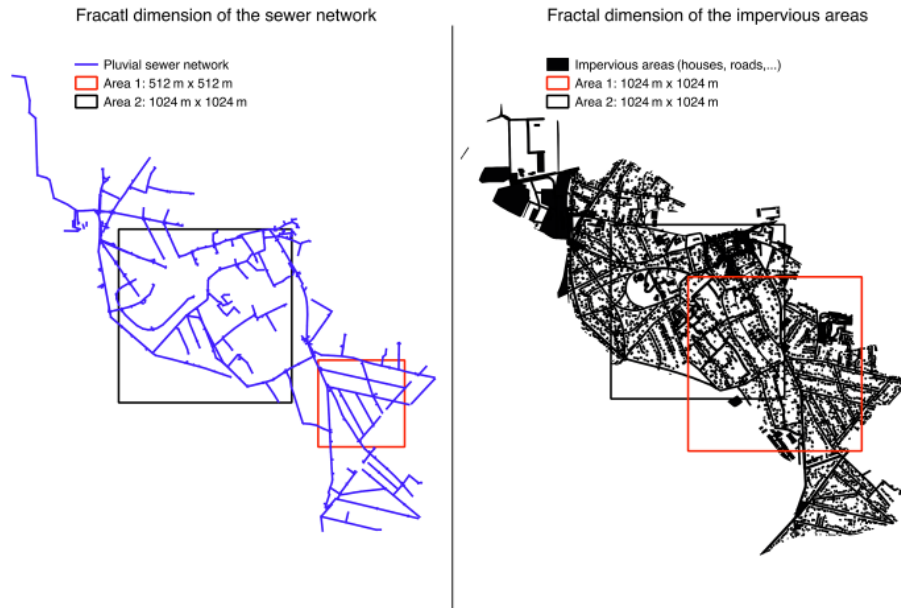 Fracatl dimension of the sewer network
Pluvial sewer network
Area 1: 512 m x 512 m
Area 2: 1024 m x 1024 m
Fractal dimension of the impervious areas
Impervious areas (houses, roads,...)
Area 1: 1024 m x 1024 m
Area 2: 1024 m x 1024 m